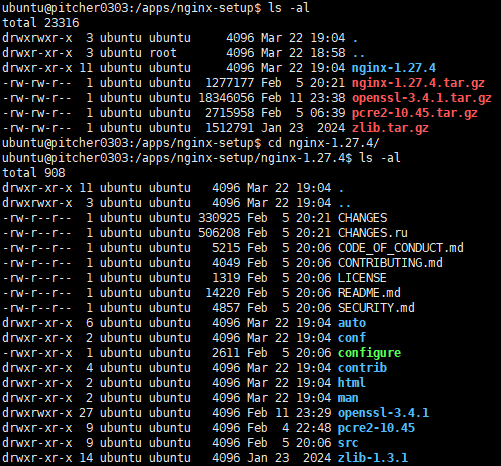 ubuntu@pitcher0303:/apps/nginx-setup$ ls -al
total 23316
drwxrwxr-x  3 ubuntu ubuntu     4096 Mar 22 19:04 .
drwxr-xr-x  3 ubuntu root       4096 Mar 22 18:58 ..
drwxr-xr-x 11 ubuntu ubuntu     4096 Mar 22 19:04 nginx-1.27.4
-rw-rw-r--  1 ubuntu ubuntu  1277177 Feb  5 20:21 nginx-1.27.4.tar.gz
-rw-rw-r--  1 ubuntu ubuntu 18346056 Feb 11 23:38 openssl-3.4.1.tar.gz
-rw-rw-r--  1 ubuntu ubuntu  2715958 Feb  5 06:39 pcre2-10.45.tar.gz
-rw-rw-r--  1 ubuntu ubuntu  1512791 Jan 23  2024 zlib.tar.gz
ubuntu@pitcher0303:/apps/nginx-setup$ cd nginx-1.27.4/
ubuntu@pitcher0303:/apps/nginx-setup/nginx-1.27.4$ ls -al
total 908
drwxr-xr-x 11 ubuntu ubuntu   4096 Mar 22 19:04 .
drwxrwxr-x  3 ubuntu ubuntu   4096 Mar 22 19:04 ..
-rw-r--r--  1 ubuntu ubuntu 330925 Feb  5 20:21 CHANGES
-rw-r--r--  1 ubuntu ubuntu 506208 Feb  5 20:21 CHANGES.ru
-rw-r--r--  1 ubuntu ubuntu   5215 Feb  5 20:06 CODE_OF_CONDUCT.md
-rw-r--r--  1 ubuntu ubuntu   4049 Feb  5 20:06 CONTRIBUTING.md
-rw-r--r--  1 ubuntu ubuntu   1319 Feb  5 20:06 LICENSE
-rw-r--r--  1 ubuntu ubuntu  14220 Feb  5 20:06 README.md
-rw-r--r--  1 ubuntu ubuntu   4857 Feb  5 20:06 SECURITY.md
drwxr-xr-x  6 ubuntu ubuntu   4096 Mar 22 19:04 auto
drwxr-xr-x  2 ubuntu ubuntu   4096 Mar 22 19:04 conf
-rwxr-xr-x  1 ubuntu ubuntu   2611 Feb  5 20:06 configure
drwxr-xr-x  4 ubuntu ubuntu   4096 Mar 22 19:04 contrib
drwxr-xr-x  2 ubuntu ubuntu   4096 Mar 22 19:04 html
drwxr-xr-x  2 ubuntu ubuntu   4096 Mar 22 19:04 man
drwxrwxr-x 27 ubuntu ubuntu   4096 Feb 11 23:29 openssl-3.4.1
drwxr-xr-x  9 ubuntu ubuntu   4096 Feb  4 22:48 pcre2-10.45
drwxr-xr-x  9 ubuntu ubuntu   4096 Feb  5 20:06 src
drwxr-xr-x 14 ubuntu ubuntu   4096 Jan 23  2024 zlib-1.3.1